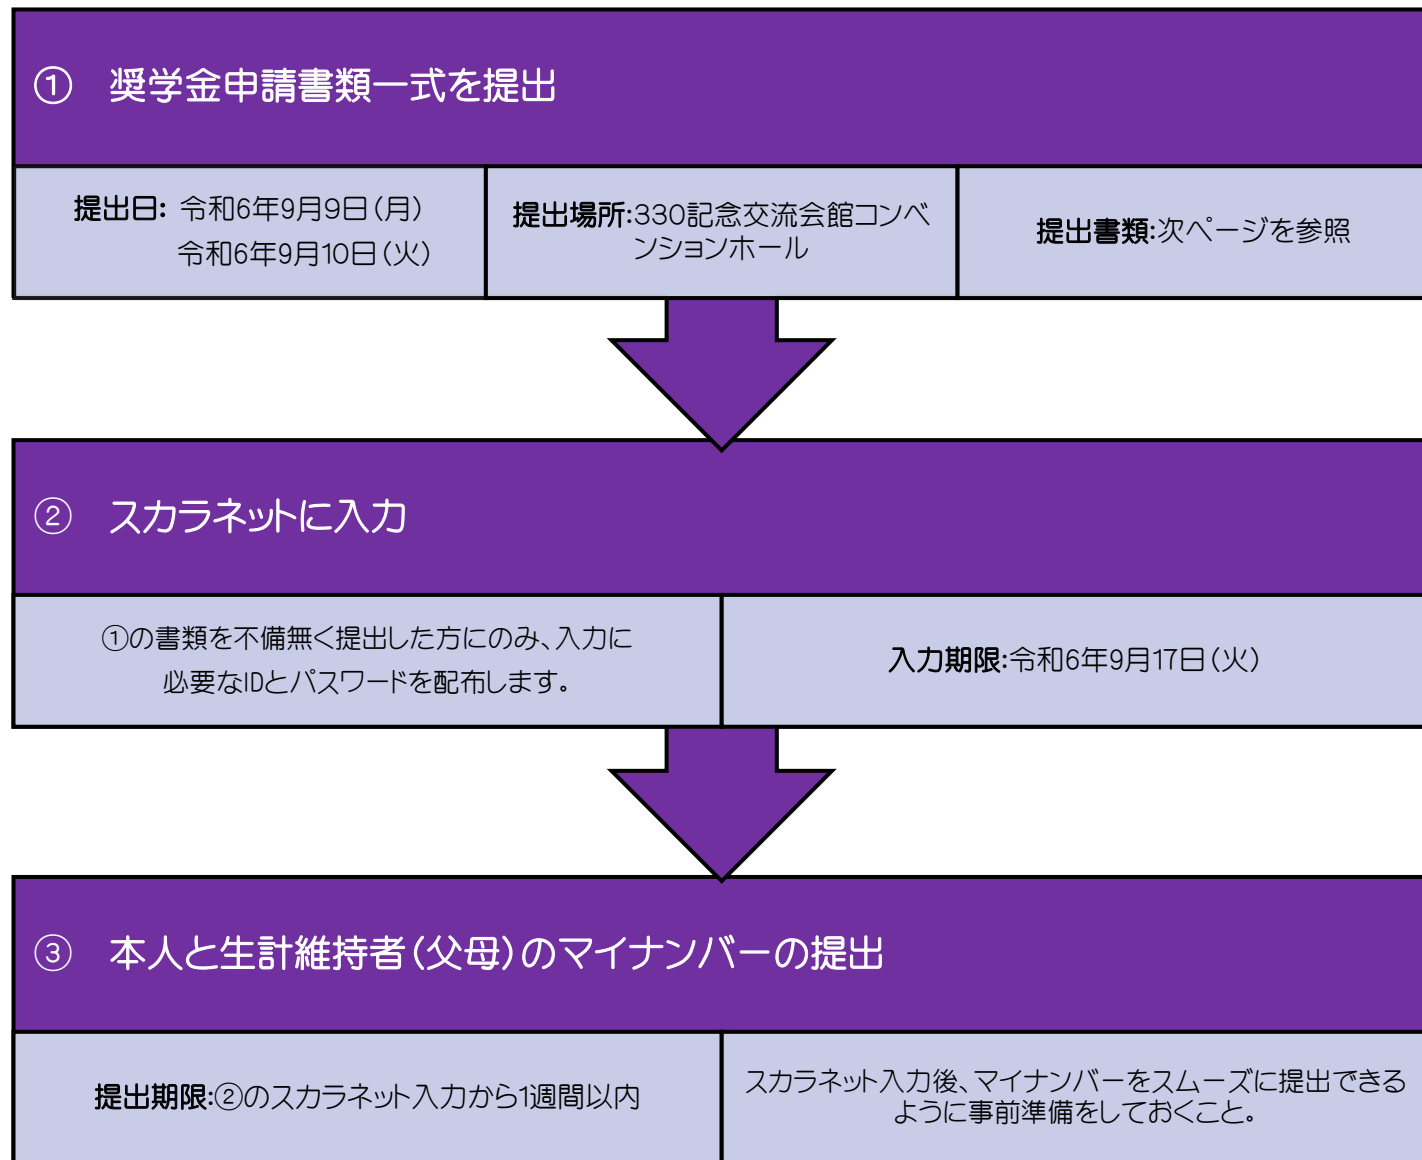 ① 奨学金申請書類一式を提出
提出日: 令和6年9月9日(月)
令和6年9月10日(火)
提出場所:330記念交流会館コンベ
ンションホール
提出書類:次ページを参照
② スカラネットに入力
①の書類を不備無く提出した方にのみ、入力に
必要なIDとパスワードを配布します。
入力期限:令和6年9月17日(火)
③ 本人と生計維持者(父母)のマイナンバーの提出
提出期限:②のスカラネット入力から1週間以内
スカラネット入力後、マイナンバーをスムーズに提出できる
ように事前準備をしておくこと。